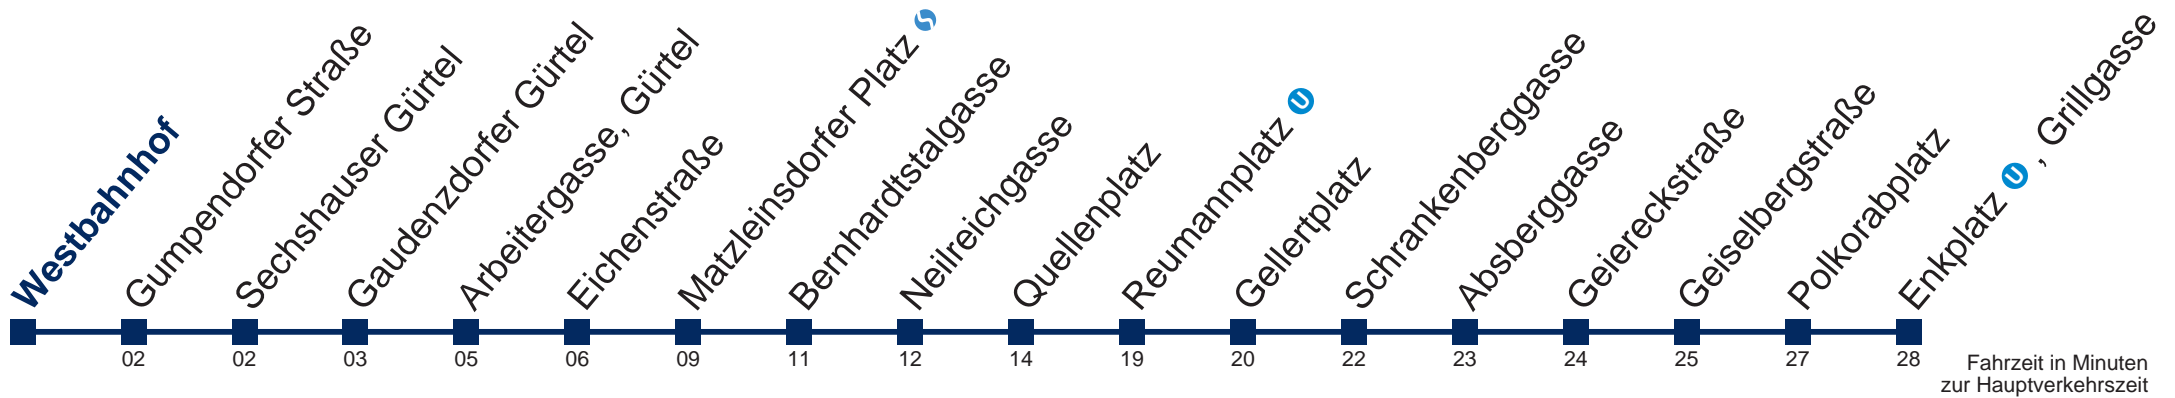 Westbahnhof
Gumpendorfer Straße
Sechshauser Gürtel
Gaudenzdorfer Gürtel
Arbeitergasse, Gürtel
Eichenstraße
Matzleinsdorfer Platz S
Bernhardtstalgasse
Neilreichgasse
Quellenplatz
Reumannplatz U
Gellertplatz
Schrankenberggasse
Absberggasse
Geiereckstraße
Geiselbergstraße
Polkorabplatz
Enkplatz U , Grillgasse
02 02 03 05 06 09 11 12 14 19 20 22 23 24 25 27 28
Fahrzeit in Minuten
zur Hauptverkehrszeit